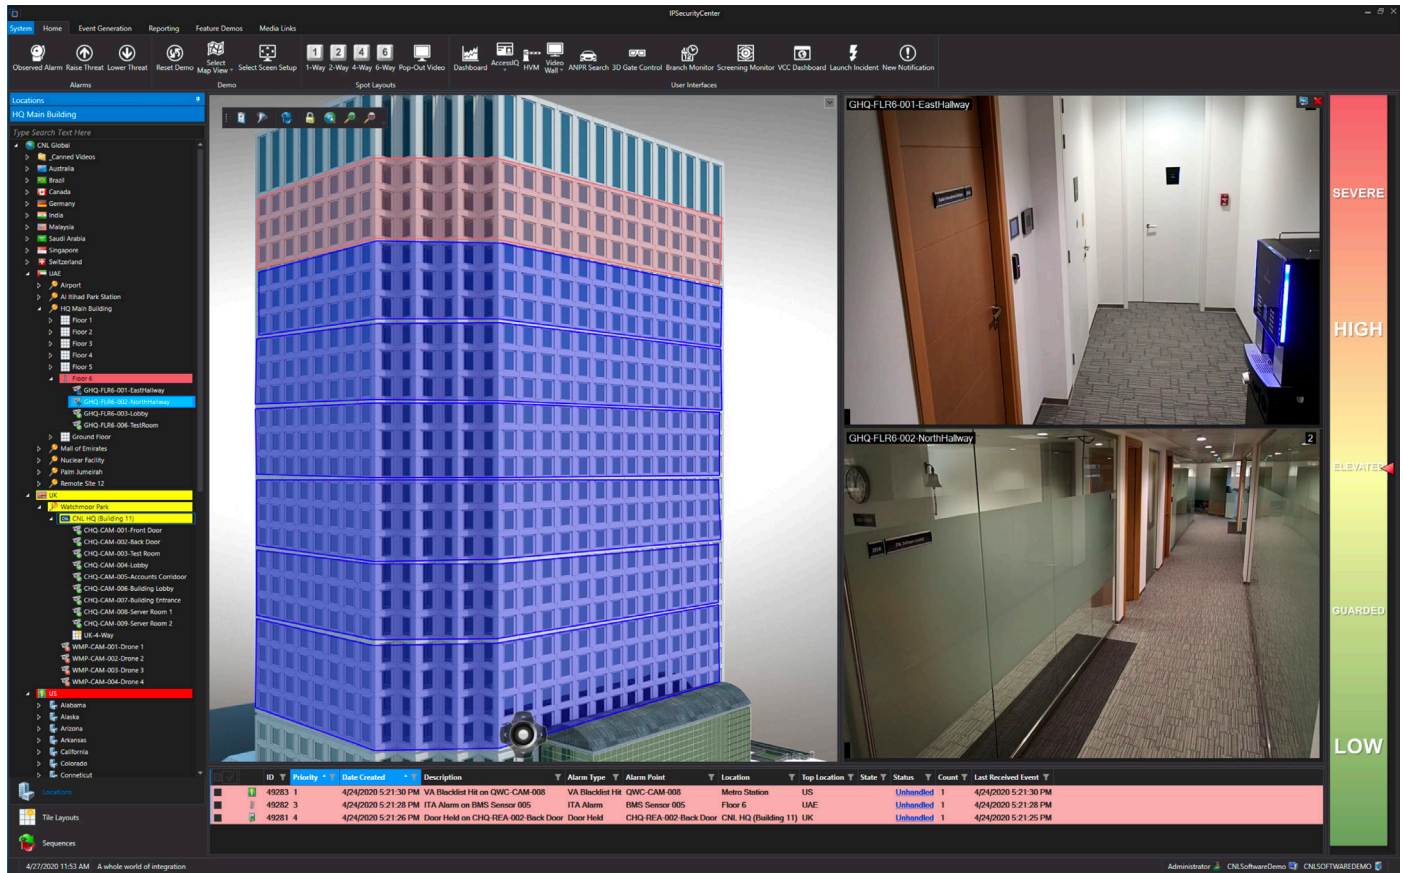 IPSecurityCenter
System Home Event Generation Reporting Feature Demos Media Links
Observed Alarm Raise Threat Lower Threat Reset Demo Select Map View Select Sceen Setup 1 1-Way 2 2-Way 4 4-Way 6 6-Way Pop-Out Video Dashboard AccessIQ HVM Video Wall ANPR Search 3D Gate Control Branch Monitor Screening Monitor VCC Dashboard Launch Incident New Notification
Alarms Demo Spot Layouts User Interfaces
Locations
HQ Main Building
Type Search Text Here
CNL Global
_Canned Videos
Australia
Brazil
Canada
Germany
India
Malaysia
Saudi Arabia
Singapore
Switzerland
UAE
Airport
Al Itihad Park Station
HQ Main Building
Floor 1
Floor 2
Floor 3
Floor 4
Floor 5
Floor 6
GHQ-FLR6-001-EastHallway
GHQ-FLR6-002-NorthHallway
GHQ-FLR6-003-Lobby
GHQ-FLR6-006-TestRoom
Ground Floor
Mall of Emirates
Nuclear Facility
Palm Jumeirah
Remote Site 12
UK
Watchmoor Park
CNL HQ (Building 11)
CHQ-CAM-001-Front Door
CHQ-CAM-002-Back Door
CHQ-CAM-003-Test Room
CHQ-CAM-004-Lobby
CHQ-CAM-005-Accounts Corridoor
CHQ-CAM-006-Building Lobby
CHQ-CAM-007-Building Entrance
CHQ-CAM-008-Server Room 1
CHQ-CAM-009-Server Room 2
UK-4-Way
WMP-CAM-001-Drone 1
WMP-CAM-002-Drone 2
WMP-CAM-003-Drone 3
WMP-CAM-004-Drone 4
US
Alabama
Alaska
Arizona
Arkansas
California
Colorado
Conneticut
Locations
Tile Layouts
Sequences
GHQ-FLR6-001-EastHallway
GHQ-FLR6-002-NorthHallway 2
SEVERE
HIGH
ELEVATED
GUARDED
LOW
ID Priority Date Created Description Alarm Type Alarm Point Location Top Location State Status Count Last Received Event
49283 1 4/24/2020 5:21:30 PM VA Blacklist Hit on QWC-CAM-008 VA Blacklist Hit QWC-CAM-008 Metro Station US Unhandled 1 4/24/2020 5:21:30 PM
49282 3 4/24/2020 5:21:28 PM ITA Alarm on BMS Sensor 005 ITA Alarm BMS Sensor 005 Floor 6 UAE Unhandled 1 4/24/2020 5:21:28 PM
49281 4 4/24/2020 5:21:26 PM Door Held on CHQ-REA-002-Back Door Door Held CHQ-REA-002-Back Door CNL HQ (Building 11) UK Unhandled 1 4/24/2020 5:21:25 PM
4/27/2020 11:53 AM A whole world of integration Administrator CNLSoftwareDemo CNLSOFTWAREDEMO